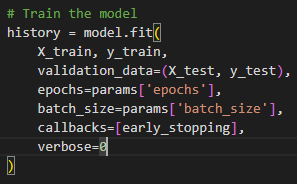 # Train the model
history = model.fit(
    X_train, y_train,
    validation_data=(X_test, y_test),
    epochs=params['epochs'],
    batch_size=params['batch_size'],
    callbacks=[early_stopping],
    verbose=0
)